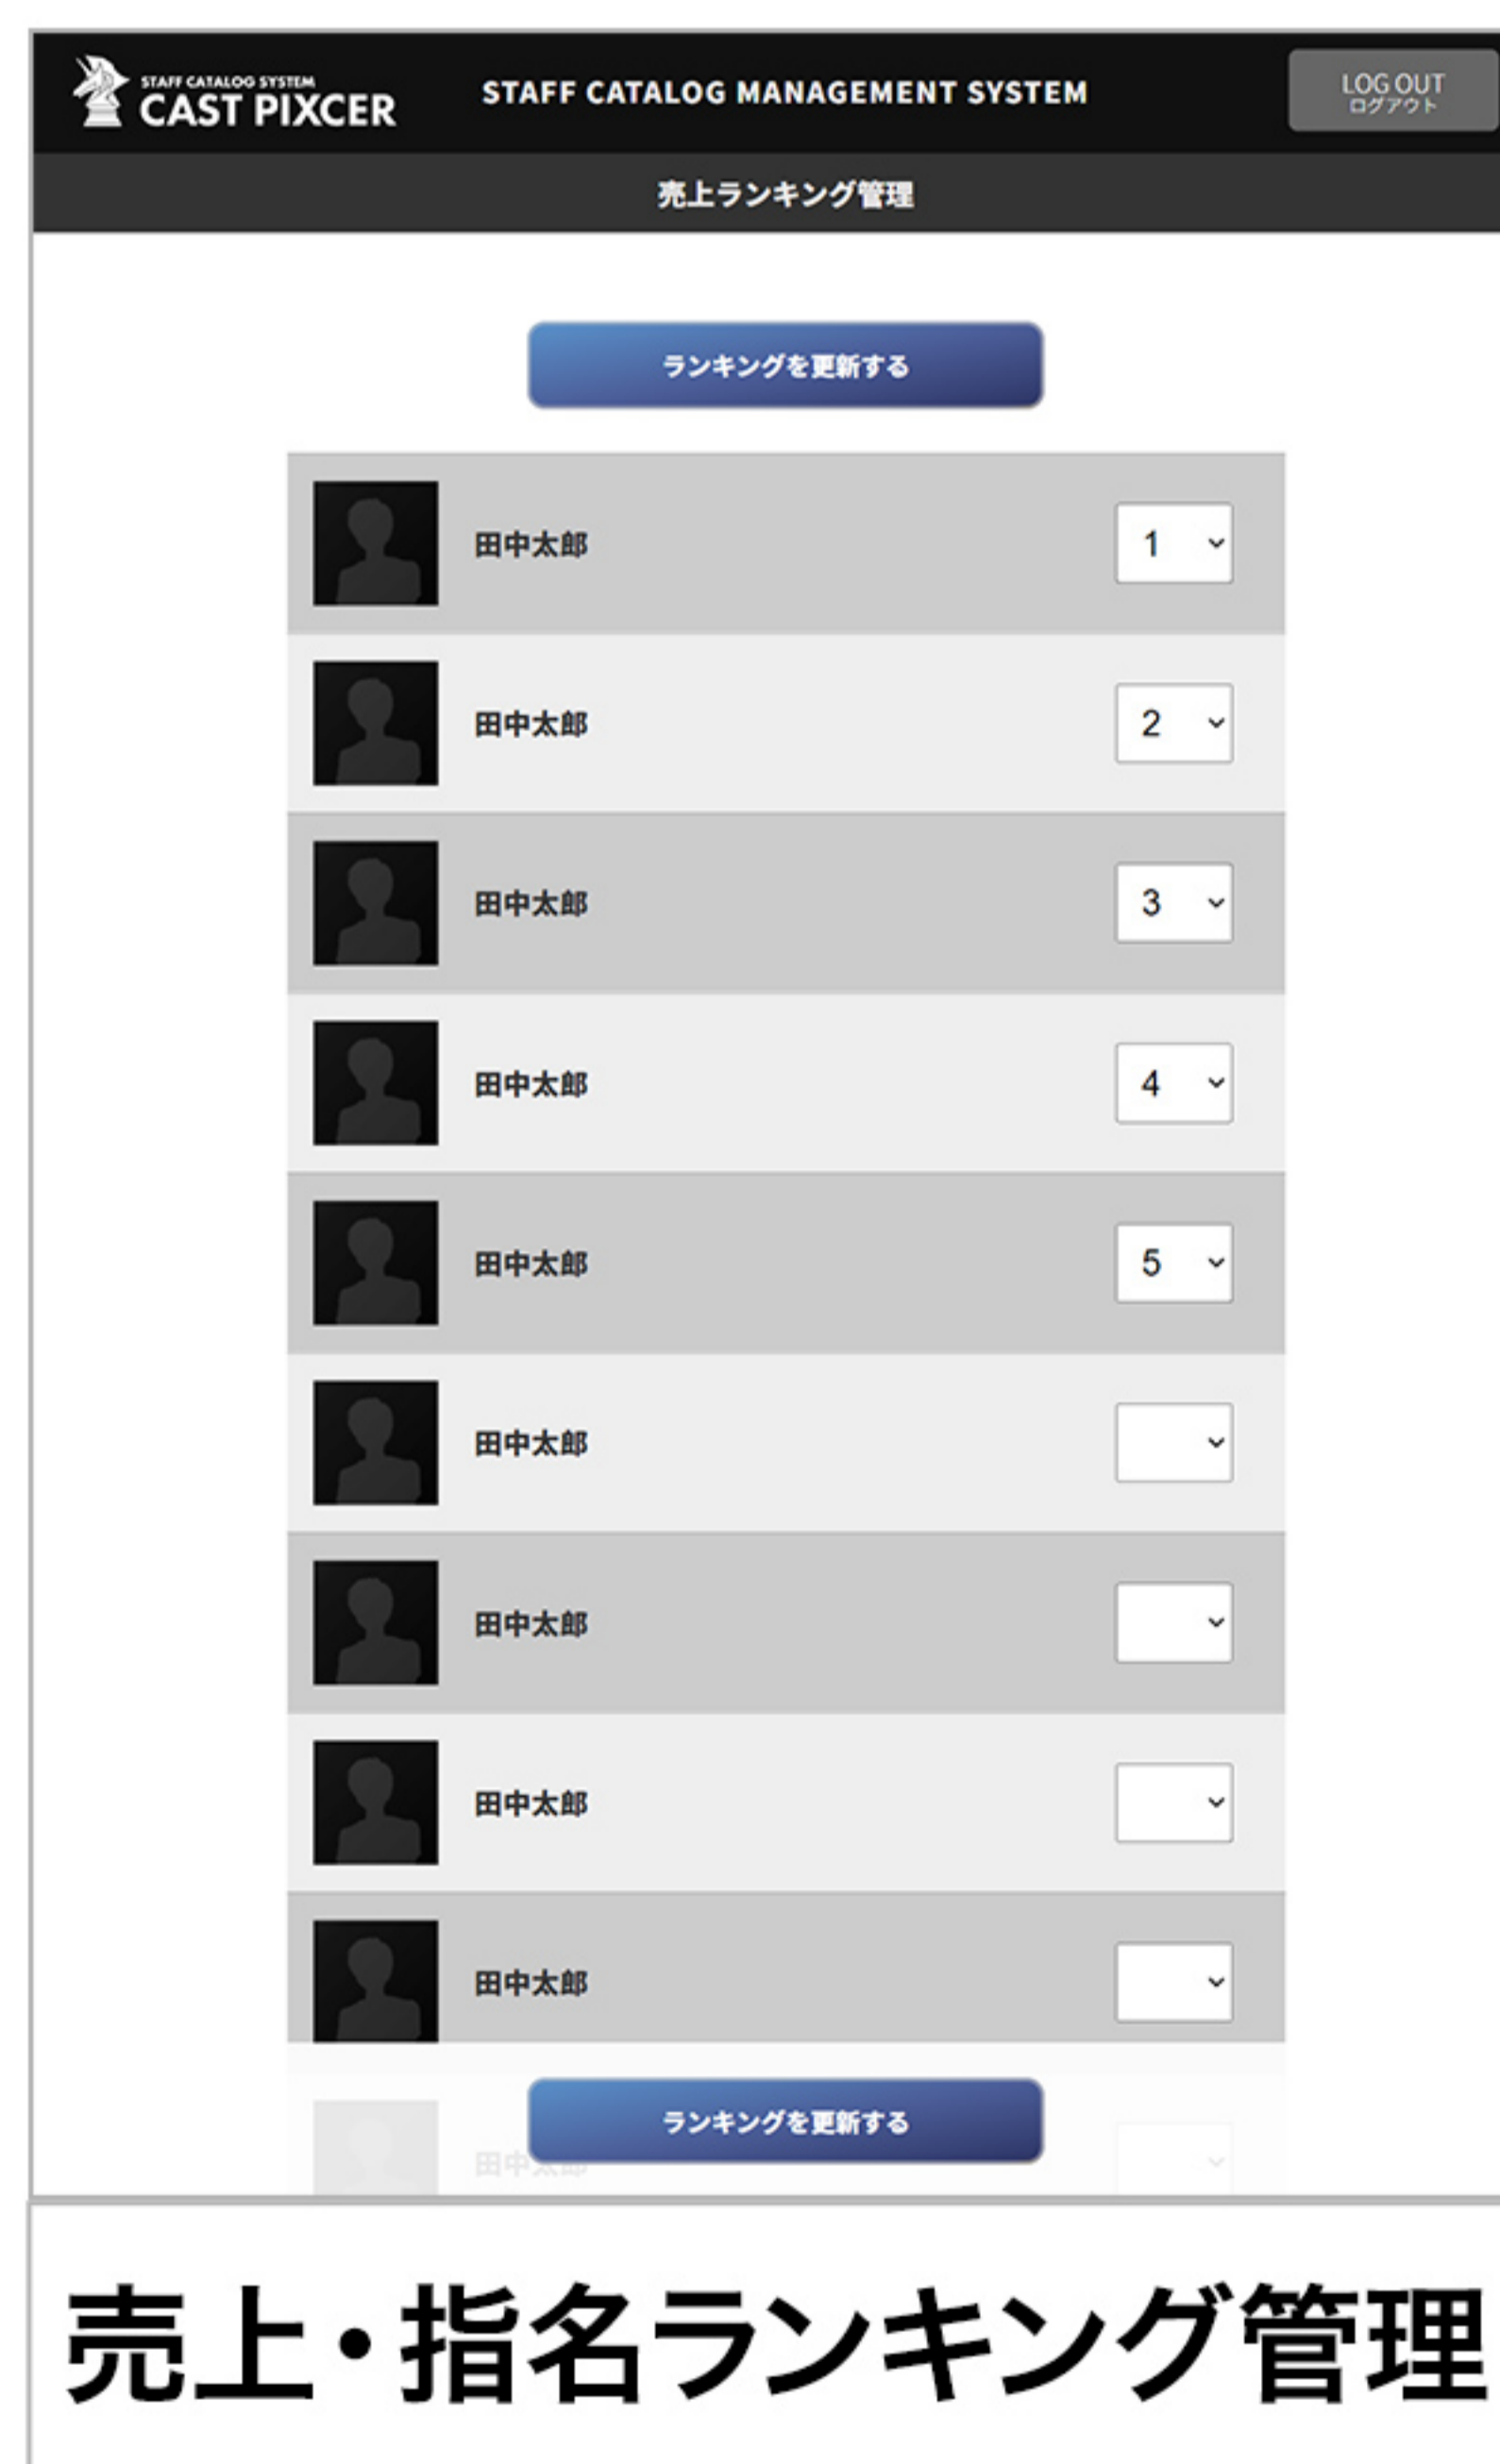 STAFF CATALOG SYSTEM
CAST PIXCER
STAFF CATALOG MANAGEMENT SYSTEM
LOG OUT
ログアウト
売上ランキング管理
ランキングを更新する
田中太郎 1
田中太郎 2
田中太郎 3
田中太郎 4
田中太郎 5
田中太郎
田中太郎
田中太郎
田中太郎
ランキングを更新する
田中太郎
売上・指名ランキング管理